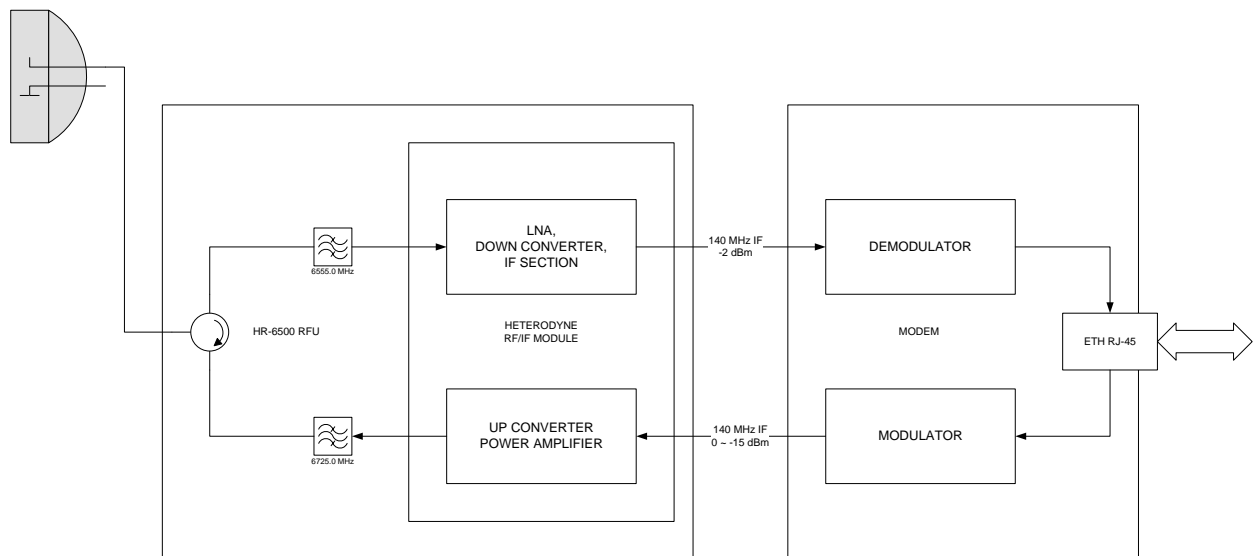 LNA,
DOWN CONVERTER,
IF SECTION
140 MHz IF
-2 dBm
DEMODULATOR
6555.0 MHz
HR-6500 RFU
HETERODYNE
RF/IF MODULE
MODEM
ETH RJ-45
UP CONVERTER
POWER AMPLIFIER
140 MHz IF
0 ~ -15 dBm
MODULATOR
6725.0 MHz